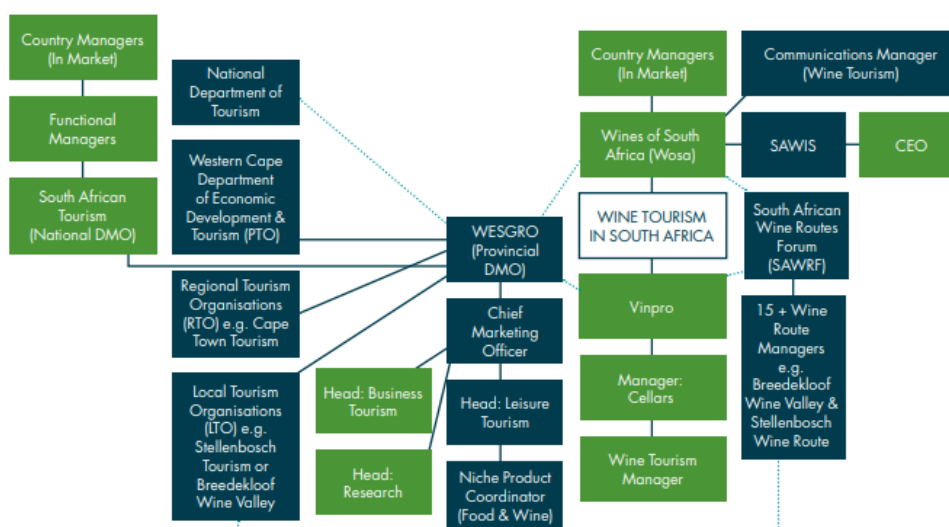 Country Managers
(In Market)
Functional
Managers
South African
Tourism
(National DMO)
National
Department of
Tourism
Western Cape
Department
of Economic
Development &
Tourism (PTO)
Regional Tourism
Organisations
(RTO) e.g. Cape
Town Tourism
Local Tourism
Organisations
(LTO) e.g.
Stellenbosch
Tourism or
Breedekloof
Wine Valley
Head: Business
Tourism
Head:
Research
WESGRO
(Provincial
DMO)
Chief
Marketing
Officer
Head: Leisure
Tourism
Niche Product
Coordinator
(Food & Wine)
Country Managers
(In Market)
Wines of South
Africa (Wosa)
WINE TOURISM
IN SOUTH AFRICA
Vinpro
Manager:
Cellars
Wine Tourism
Manager
Communications Manager
(Wine Tourism)
SAWIS
CEO
South African
Wine Routes
Forum
(SAWRF)
15 + Wine
Route
Managers
e.g.
Breedekloof
Wine Valley &
Stellenbosch
Wine Route